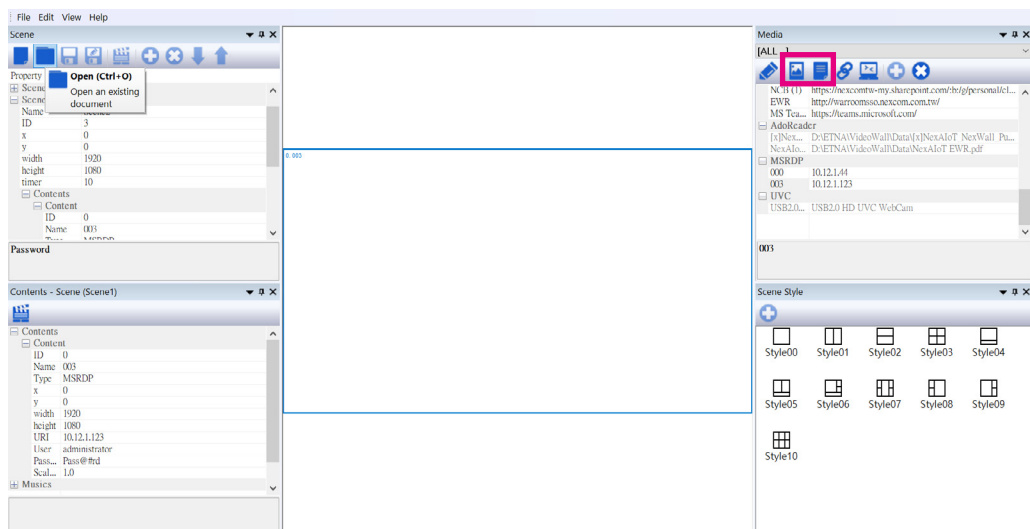 File Edit View Help
Scene
Property
Open (Ctrl+O)
Open an existing
document
Scene
Scene
Name
ID 3
x 0
y 0
width 1920
height 1080
timer 10
Contents
Content
ID 0
Name 003
Type MSRDP
Password
Contents - Scene (Scene1)
Contents
Content
ID 0
Name 003
Type MSRDP
x 0
y 0
width 1920
height 1080
URI 10.12.1.123
User administrator
Pass... Pass@#rd
Scal... 1.0
Musics
0: 003
Media
[ALL...]
NCB (1) https://nexcomtw-my.sharepoint.com/:b:/g/personal/cl...
EWR http://warroomsso.nexcom.com.tw/
MS Tea... https://teams.microsoft.com/
AdoReader
[x]Nex... D:\ETNA\VideoWall\Data\[x]NexAIoT_NexWall_Pu...
NexAIo... D:\ETNA\VideoWall\Data\NexAIoT EWR.pdf
MSRDP
000 10.12.1.44
003 10.12.1.123
UVC
USB2.0... USB2.0 HD UVC WebCam
003
Scene Style
Style00 Style01 Style02 Style03 Style04
Style05 Style06 Style07 Style08 Style09
Style10